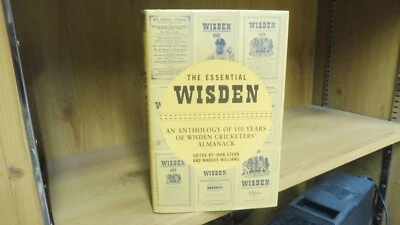 WISDEN
WISDEN
WISDEN
THE ESSENTIAL
WISDEN
AN ANTHOLOGY OF 150 YEARS
OF WISDEN CRICKETERS'
ALMANACK
EDITED BY JOHN STERN
AND MARCUS WILLIAMS
WISDEN
WISDEN
WISDEN